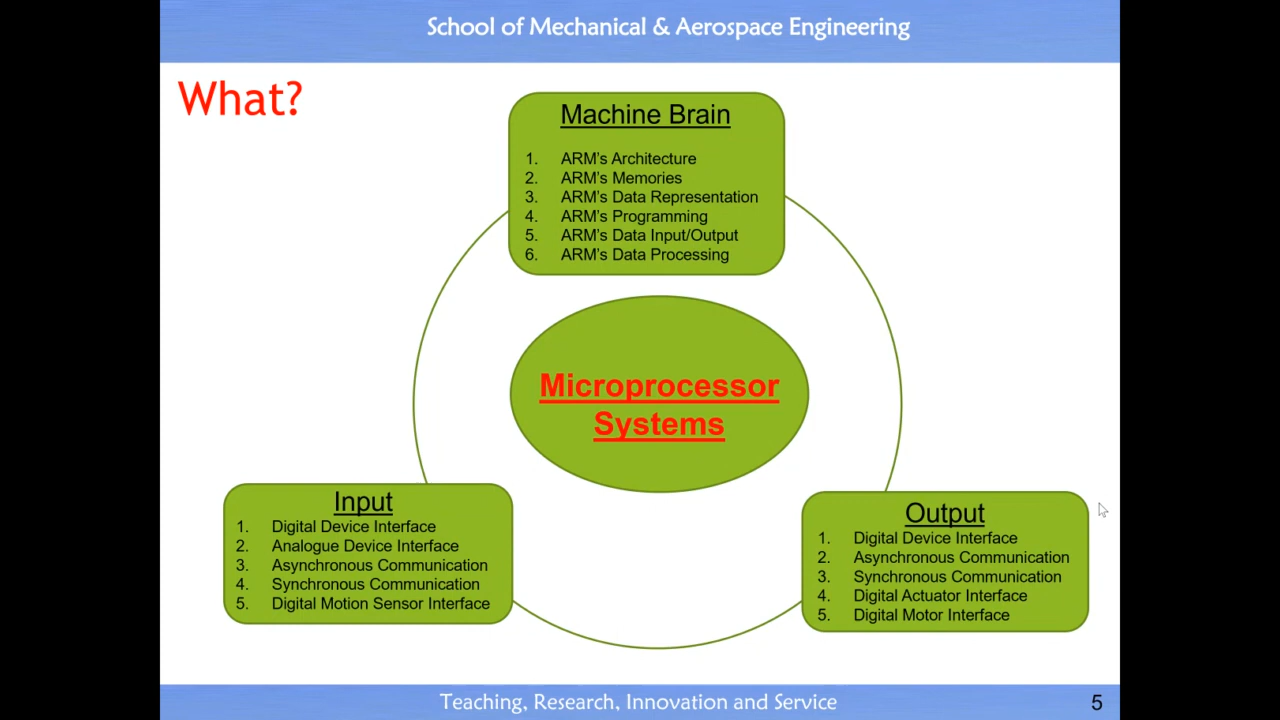 School of Mechanical & Aerospace Engineering
What?
Machine Brain
1. ARM's Architecture
2. ARM's Memories
3. ARM's Data Representation
4. ARM's Programming
5. ARM's Data Input/Output
6. ARM's Data Processing
Microprocessor
Systems
Input
1. Digital Device Interface
2. Analogue Device Interface
3. Asynchronous Communication
4. Synchronous Communication
5. Digital Motion Sensor Interface
Output
1. Digital Device Interface
2. Asynchronous Communication
3. Synchronous Communication
4. Digital Actuator Interface
5. Digital Motor Interface
Teaching, Research, Innovation and Service
5